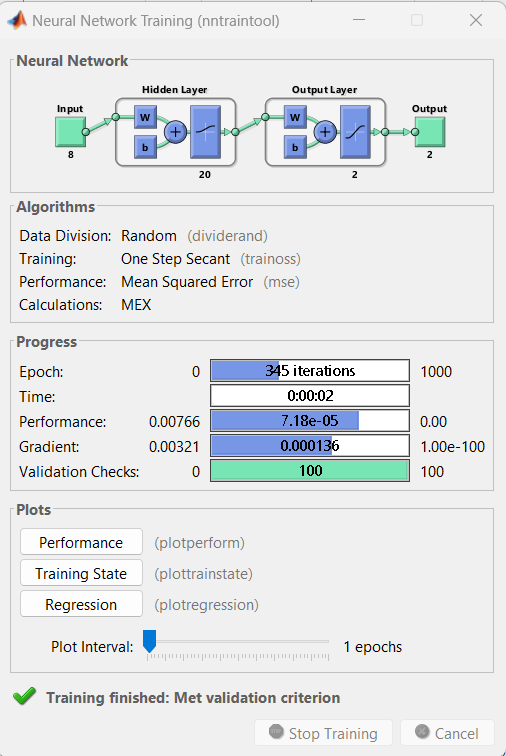 Neural Network Training (nntraintool)
Neural Network
Hidden Layer
Output Layer
Input
Output
W
W
b
b
+
+
8
20
2
2
Algorithms
Data Division: Random (dividerand)
Training: One Step Secant (trainoss)
Performance: Mean Squared Error (mse)
Calculations: MEX
Progress
Epoch: 0 345 iterations 1000
Time: 0:00:02
Performance: 0.00766 7.18e-05 0.00
Gradient: 0.00321 0.000136 1.00e-100
Validation Checks: 0 100 100
Plots
Performance (plotperform)
Training State (plottrainstate)
Regression (plotregression)
Plot Interval: 1 epochs
Training finished: Met validation criterion
Stop Training Cancel